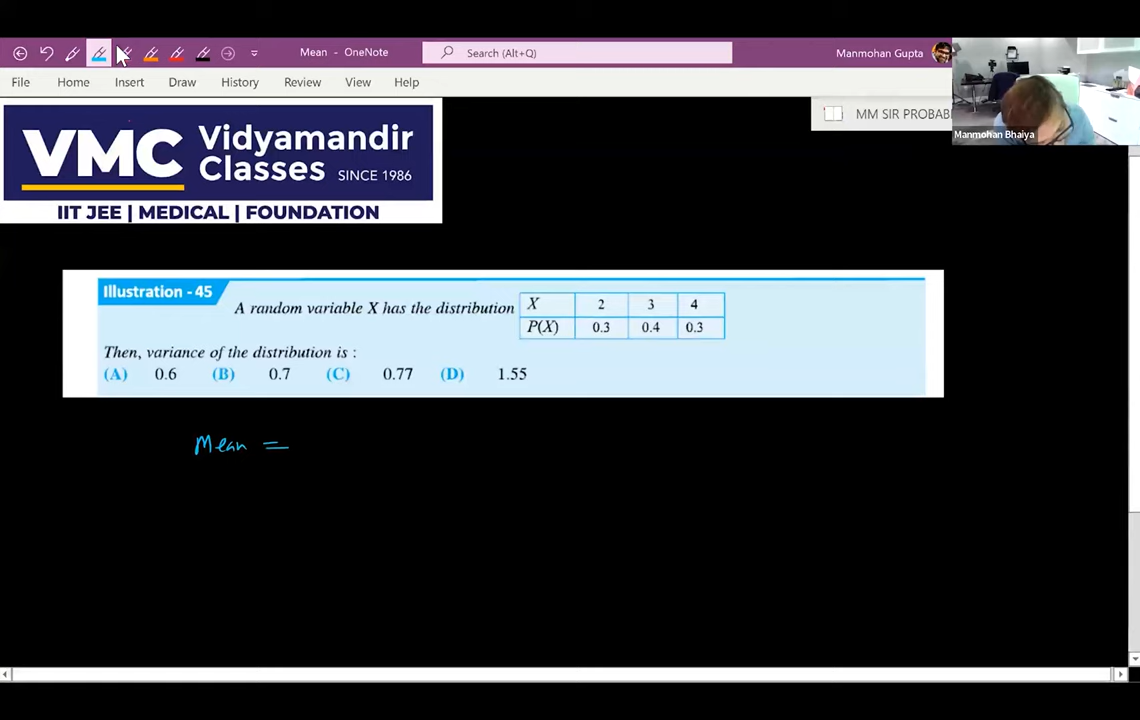 Mean - OneNote
Search (Alt+Q)
Manmohan Gupta
File Home Insert Draw History Review View Help
MM SIR PROBAB
Manmohan Bhaiya
VMC Vidyamandir Classes SINCE 1986
IIT JEE | MEDICAL | FOUNDATION
Illustration - 45
A random variable X has the distribution
X 2 3 4
P(X) 0.3 0.4 0.3
Then, variance of the distribution is :
(A) 0.6 (B) 0.7 (C) 0.77 (D) 1.55
Mean =